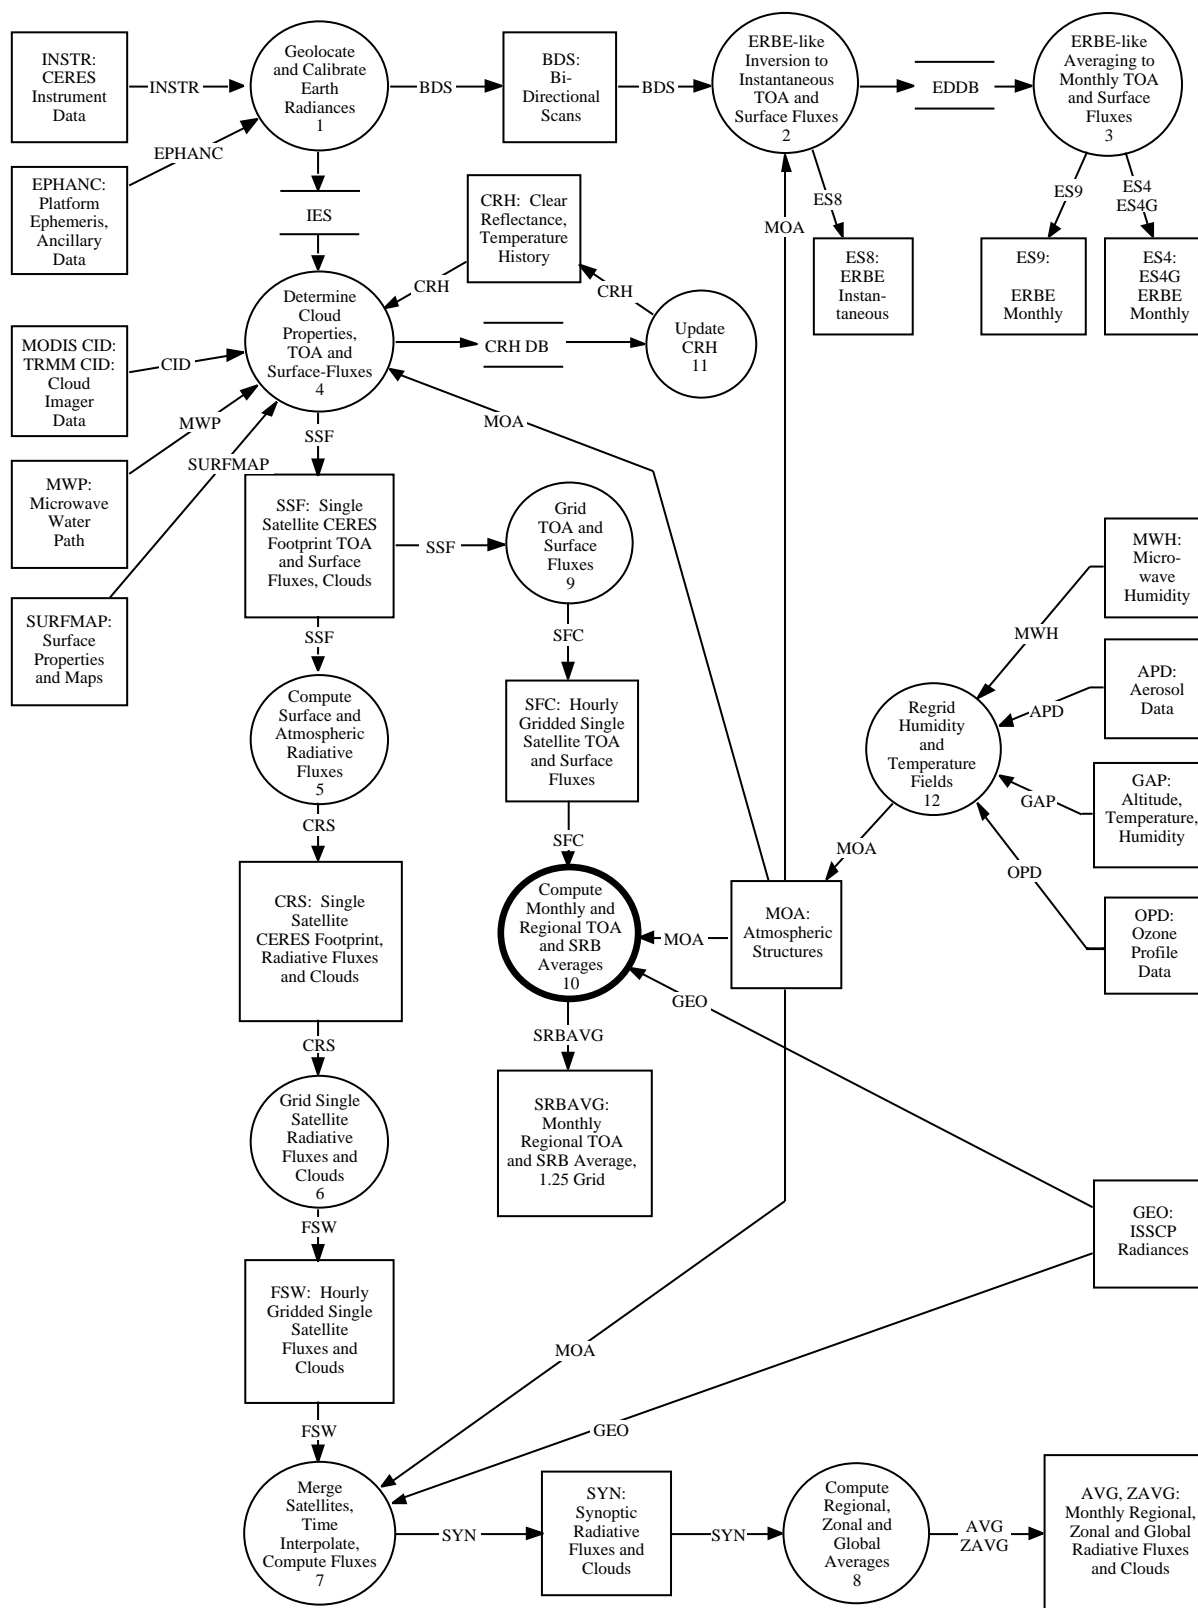 INSTR:
CERES
Instrument
Data
INSTR
Geolocate
and Calibrate
Earth
Radiances
1
BDS
BDS:
Bi-
Directional
Scans
BDS
ERBE-like
Inversion to
Instantaneous
TOA and
Surface Fluxes
2
EDDB
ERBE-like
Averaging to
Monthly TOA
and Surface
Fluxes
3
EPHANC
EPHANC:
Platform
Ephemeris,
Ancillary
Data
IES
CRH:  Clear
Reflectance,
Temperature
History
MOA
ES8
ES9
ES4
ES4G
ES8:
ERBE
Instan-
taneous
ES9:
ERBE
Monthly
ES4:
ES4G
ERBE
Monthly
CRH
CRH
Determine
Cloud
Properties,
TOA and
Surface-Fluxes
4
CRH DB
Update
CRH
11
MODIS CID:
TRMM CID:
Cloud
Imager
Data
CID
MWP
MOA
SSF
SURFMAP
MWP:
Microwave
Water
Path
SSF:  Single
Satellite CERES
Footprint TOA
and Surface
Fluxes, Clouds
SSF
Grid
TOA and
Surface
Fluxes
9
MWH:
Micro-
wave
Humidity
SURFMAP:
Surface
Properties
and Maps
SSF
SFC
MWH
Compute
Surface and
Atmospheric
Radiative
Fluxes
5
SFC:  Hourly
Gridded Single
Satellite TOA
and Surface
Fluxes
Regrid
Humidity
and
Temperature
Fields
12
APD
APD:
Aerosol
Data
GAP
GAP:
Altitude,
Temperature,
Humidity
CRS
SFC
MOA
OPD
CRS:  Single
Satellite
CERES Footprint,
Radiative Fluxes
and Clouds
Compute
Monthly and
Regional TOA
and SRB
Averages
10
MOA
MOA:
Atmospheric
Structures
OPD:
Ozone
Profile
Data
GEO
CRS
SRBAVG
Grid Single
Satellite
Radiative
Fluxes and
Clouds
6
SRBAVG:
Monthly
Regional TOA
and SRB Average,
1.25 Grid
GEO:
ISSCP
Radiances
FSW
FSW:  Hourly
Gridded Single
Satellite
Fluxes and
Clouds
MOA
FSW
GEO
Merge
Satellites,
Time
Interpolate,
Compute Fluxes
7
SYN
SYN:
Synoptic
Radiative
Fluxes and
Clouds
SYN
Compute
Regional,
Zonal and
Global
Averages
8
AVG
ZAVG
AVG, ZAVG:
Monthly Regional,
Zonal and Global
Radiative Fluxes
and Clouds